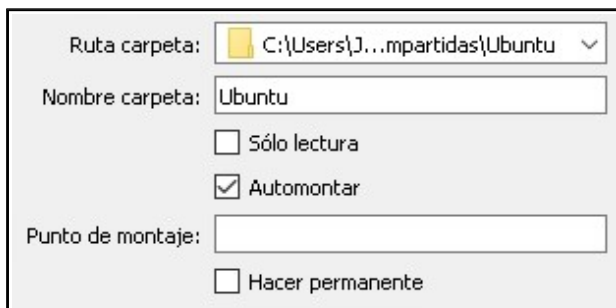 Ruta carpeta: C:\Users\J...mpartidas\Ubuntu
Nombre carpeta: Ubuntu
Sólo lectura
Automontar
Punto de montaje:
Hacer permanente